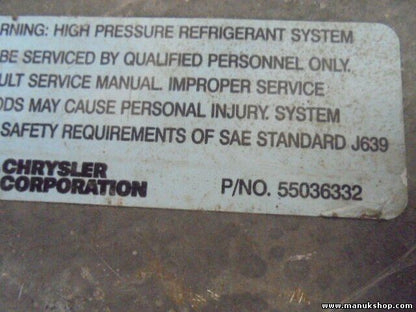 RNING: HIGH PRESSURE REFRIGERANT SYSTEM
BE SERVICED BY QUALIFIED PERSONNEL ONLY.
ULT SERVICE MANUAL. IMPROPER SERVICE
ODS MAY CAUSE PERSONAL INJURY. SYSTEM
SAFETY REQUIREMENTS OF SAE STANDARD J639
CHRYSLER
CORPORATION
P/NO. 55036332
www.manukshop.com